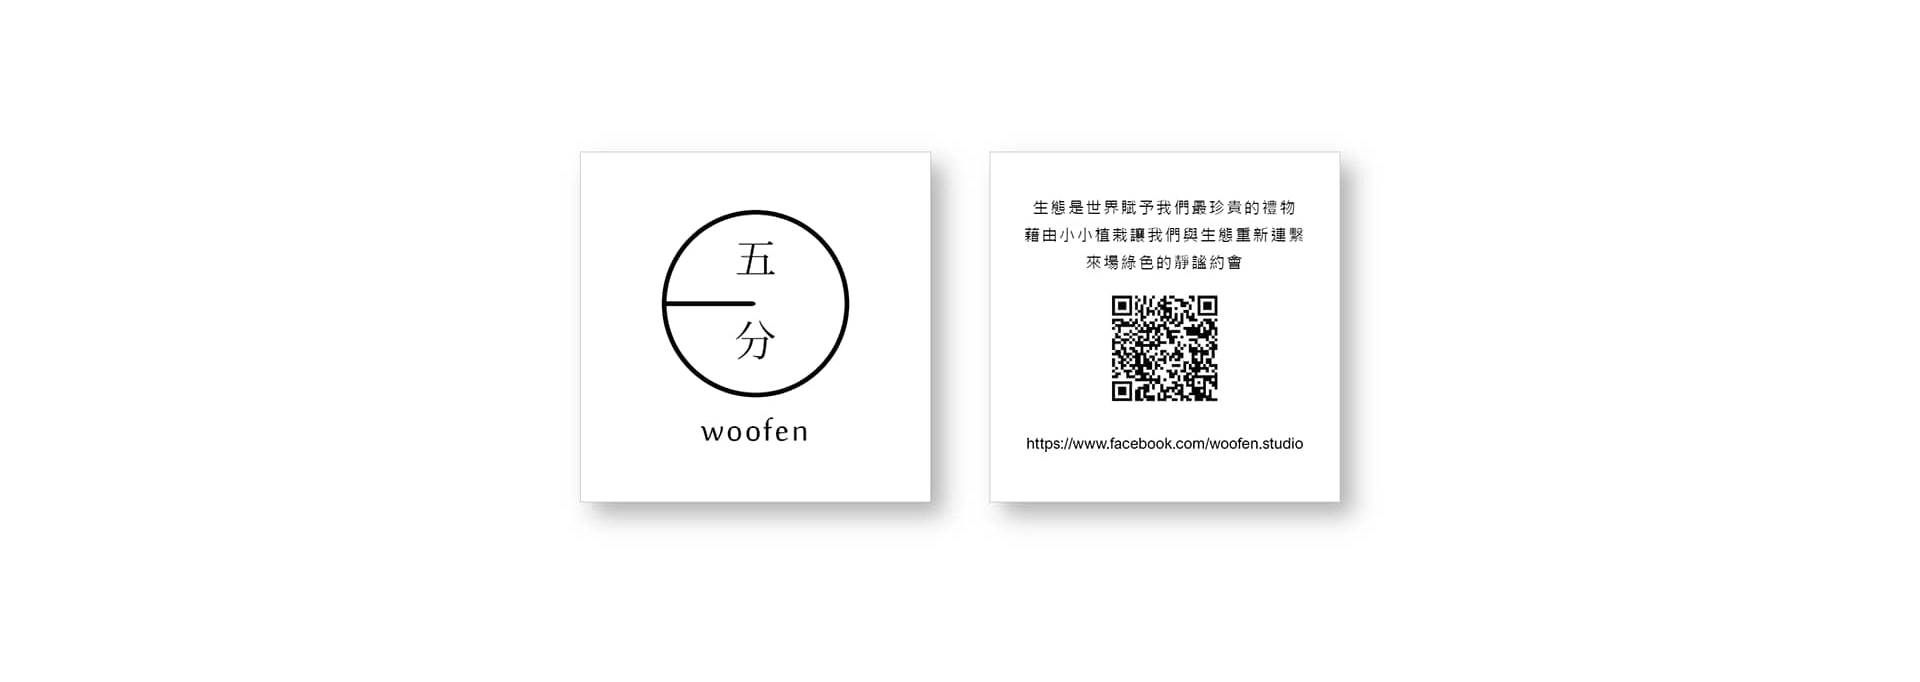 五
分
woofen
生態是世界賦予我們最珍貴的禮物
藉由小小植栽讓我們與生態重新連繫
來場綠色的靜謐約會
https://www.facebook.com/woofen.studio